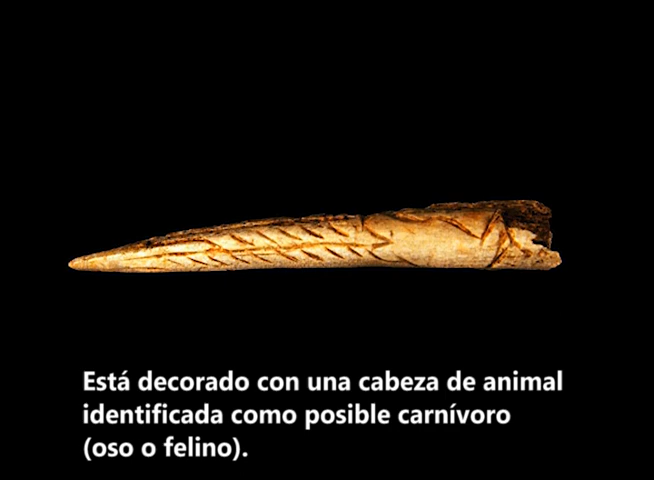 Está decorado con una cabeza de animal
identificada como posible carnívoro
(oso o felino).